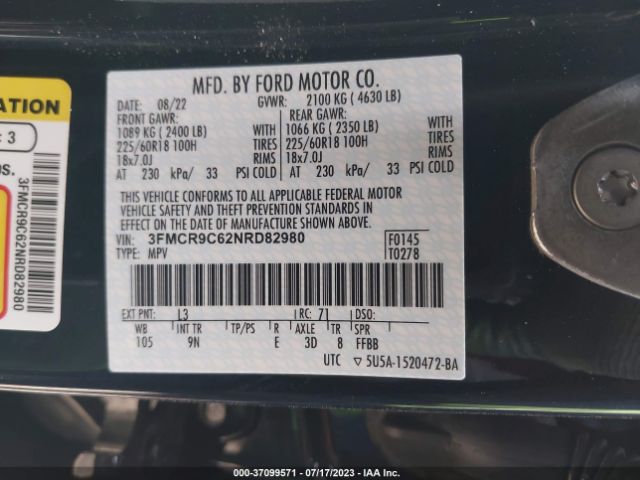 ATION
: 3
OS.
3FMCR9C62NRD82980
MFD. BY FORD MOTOR CO.
DATE: 08/22 GVWR: 2100 KG ( 4630 LB)
FRONT GAWR: REAR GAWR:
1089 KG ( 2400 LB) WITH 1066 KG ( 2350 LB) WITH
225/60R18 100H TIRES 225/60R18 100H TIRES
18x7.0J RIMS 18x7.0J RIMS
AT 230 kPa/ 33 PSI COLD AT 230 kPa/ 33 PSI COLD
THIS VEHICLE CONFORMS TO ALL APPLICABLE FEDERAL MOTOR
VEHICLE SAFETY AND THEFT PREVENTION STANDARDS IN
EFFECT ON THE DATE OF MANUFACTURE SHOWN ABOVE.
VIN: 3FMCR9C62NRD82980 F0145
TYPE: MPV T0278
EXT PNT: L3 RC: 71 DSO:
WB INT TR TP/PS R AXLE TR SPR
105 9N E 3D 8 FFBB
UTC ▽ 5U5A-1520472-BA
000-37099571 - 07/17/2023 - IAA Inc.